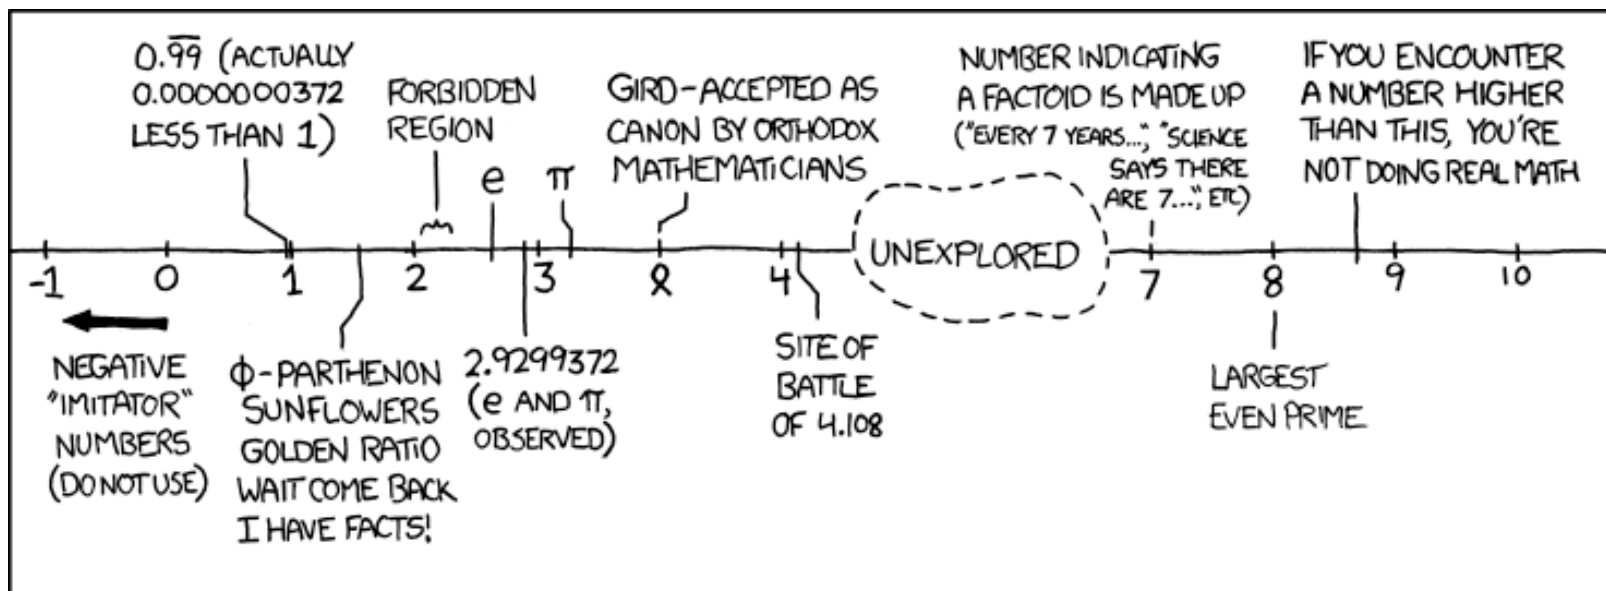 0.99̅ (ACTUALLY
0.0000000372
LESS THAN 1)
FORBIDDEN
REGION
e
π
GIRD-ACCEPTED AS
CANON BY ORTHODOX
MATHEMATICIANS
NUMBER INDICATING
A FACTOID IS MADE UP
("EVERY 7 YEARS...", "SCIENCE
SAYS THERE
ARE 7...", ETC)
IF YOU ENCOUNTER
A NUMBER HIGHER
THAN THIS, YOU'RE
NOT DOING REAL MATH
UNEXPLORED
-1 0 1 2 3 4 7 8 9 10
NEGATIVE
"IMITATOR"
NUMBERS
(DO NOT USE)
Φ-PARTHENON
SUNFLOWERS
GOLDEN RATIO
WAIT COME BACK
I HAVE FACTS!
2.9299372
(e AND π,
OBSERVED)
SITE OF
BATTLE
OF 4.108
LARGEST
EVEN PRIME